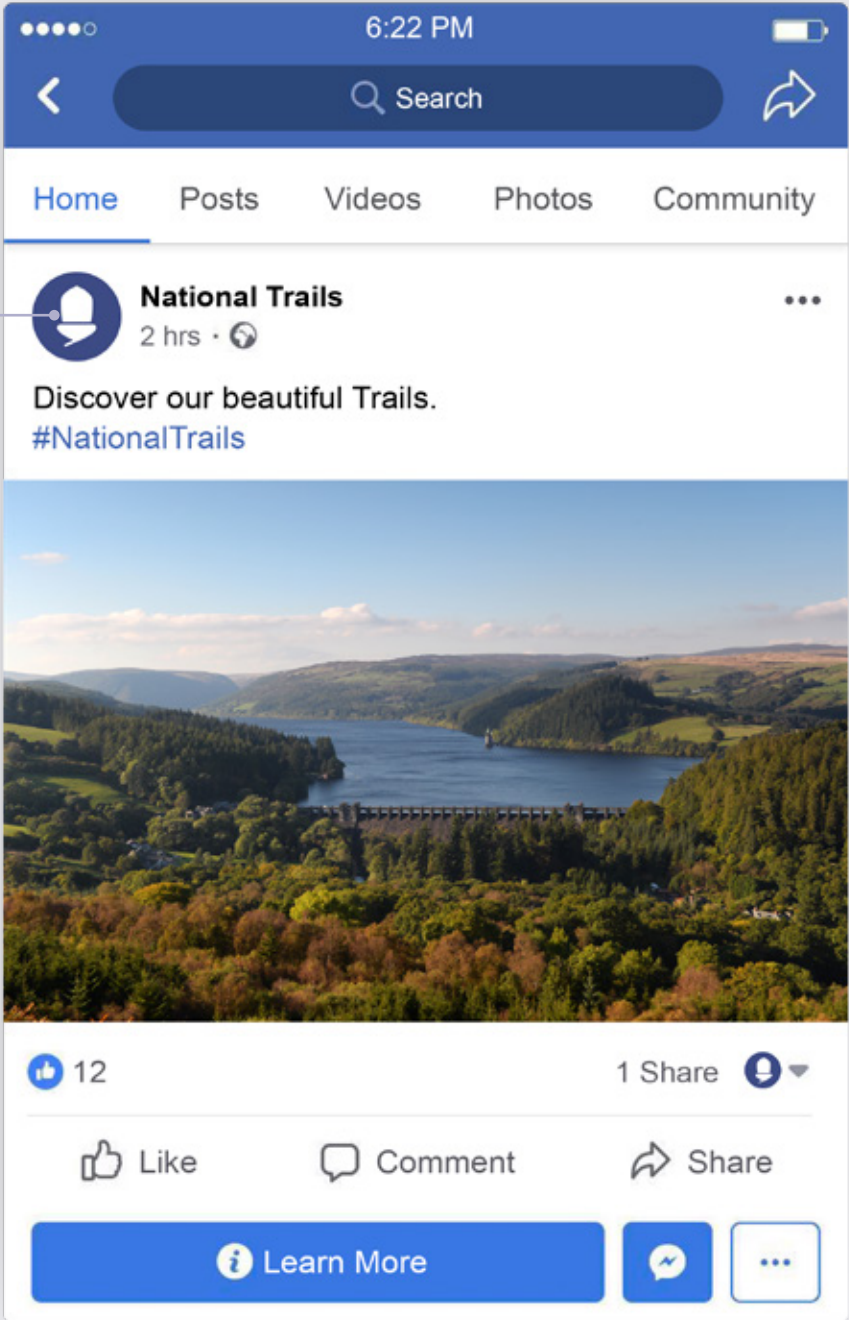 6:22 PM
Search
Home Posts Videos Photos Community
National Trails
2 hrs ·
Discover our beautiful Trails.
#NationalTrails
12 1 Share
Like Comment Share
Learn More